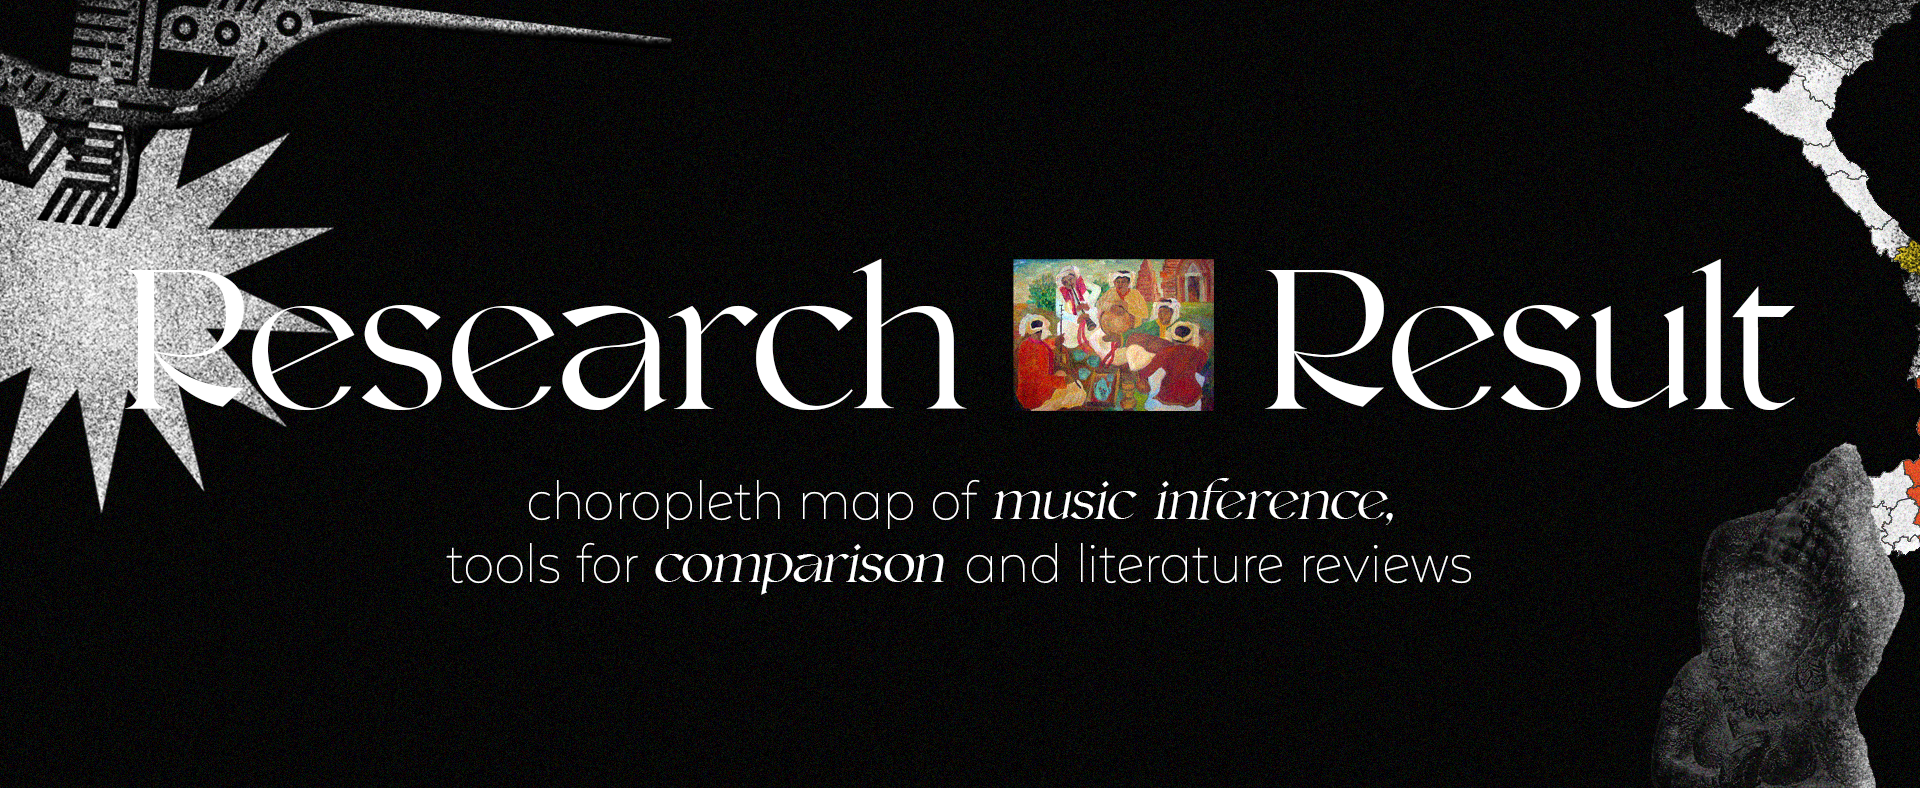 Research Result
choropleth map of music inference,
tools for comparison and literature reviews